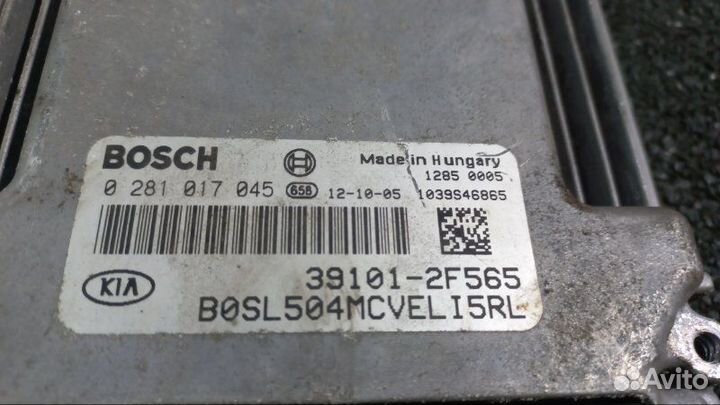 BOSCH Made in Hungary
1285 0005
0 281 017 045 65B 12-10-05 1039S46865
KIA 39101-2F565
B0SL504MCVELI5RL
Avito